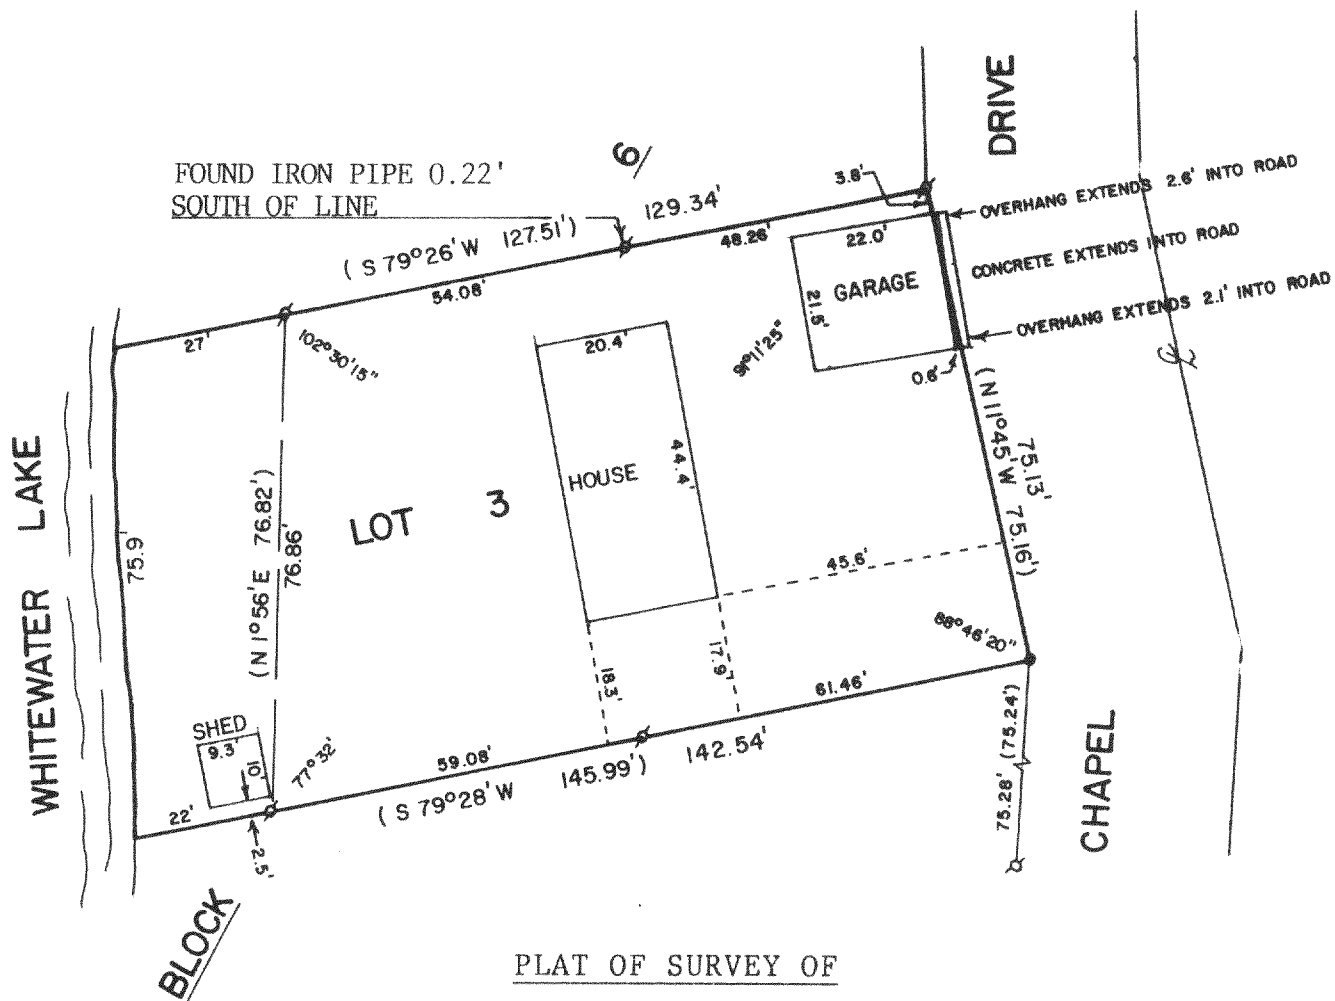 DRIVE
6
FOUND IRON PIPE 0.22'
SOUTH OF LINE
3.8'
OVERHANG EXTENDS 2.6' INTO ROAD
129.34'
( S 79°26' W 127.51')
48.26'
22.0'
CONCRETE EXTENDS INTO ROAD
GARAGE
21.5'
54.08'
OVERHANG EXTENDS 2.1' INTO ROAD
27'
102°30'15"
20.4'
91°11'25"
0.6'
(N 11°45' W 75.16')
75.13'
44.4'
HOUSE
WHITEWATER LAKE
75.9'
(N 1°56'E 76.82')
76.86'
LOT 3
45.6'
88°46'20"
18.3'
17.9'
61.46'
SHED
9.3'
10'
77°32'
59.08'
142.54'
( S 79°28' W 145.99')
22'
2.5'
75.28' (75.24')
CHAPEL
BLOCK
PLAT OF SURVEY OF